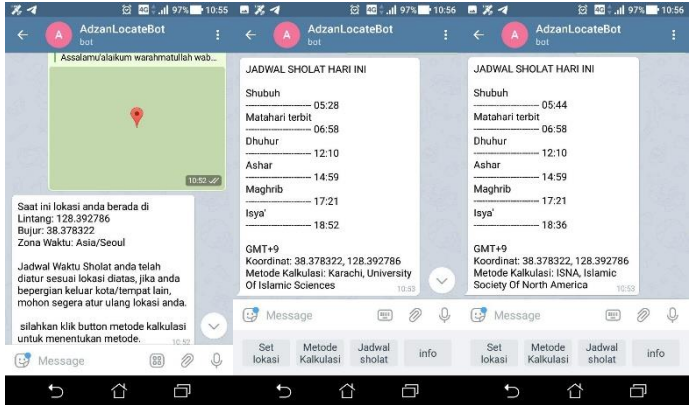 97% 10:55
AdzanLocateBot
bot
Assalamu'alaikum warahmatullah wab...
10:52
Saat ini lokasi anda berada di
Lintang: 128.392786
Bujur: 38.378322
Zona Waktu: Asia/Seoul
Jadwal Waktu Sholat anda telah
diatur sesuai lokasi diatas, jika anda
bepergian keluar kota/tempat lain,
mohon segera atur ulang lokasi anda.
silahkan klik button metode kalkulasi
untuk menentukan metode.
10:52
Message
4G 97% 10:56
AdzanLocateBot
bot
JADWAL SHOLAT HARI INI
Shubuh
---------------------------- 05:28
Matahari terbit
---------------------------- 06:58
Dhuhur
---------------------------- 12:10
Ashar
---------------------------- 14:59
Maghrib
---------------------------- 17:21
Isya'
---------------------------- 18:52
GMT+9
Koordinat: 38.378322, 128.392786
Metode Kalkulasi: Karachi, University
Of Islamic Sciences
10:53
Message
Set lokasi
Metode Kalkulasi
Jadwal sholat
info
4G 97% 10:56
AdzanLocateBot
bot
JADWAL SHOLAT HARI INI
Shubuh
---------------------------- 05:44
Matahari terbit
---------------------------- 06:58
Dhuhur
---------------------------- 12:10
Ashar
---------------------------- 14:59
Maghrib
---------------------------- 17:21
Isya'
---------------------------- 18:36
GMT+9
Koordinat: 38.378322, 128.392786
Metode Kalkulasi: ISNA, Islamic
Society Of North America
10:53
Message
Set lokasi
Metode Kalkulasi
Jadwal sholat
info